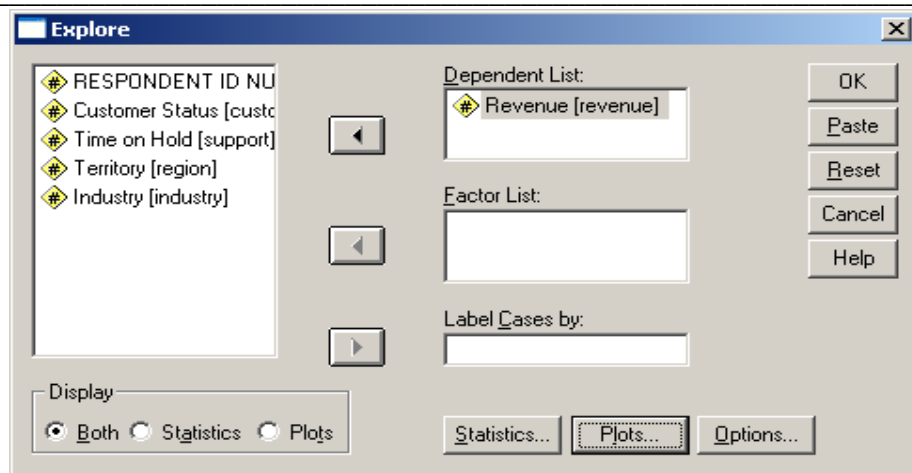 Explore
RESPONDENT ID NU
Customer Status [custo
Time on Hold [support]
Territory [region]
Industry [industry]
Dependent List:
Revenue [revenue]
Factor List:
Label Cases by:
OK
Paste
Reset
Cancel
Help
Display
Both Statistics Plots
Statistics... Plots... Options...